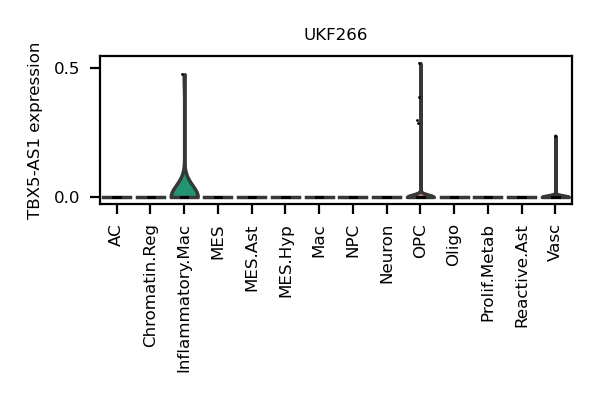 UKF266
TBX5-AS1 expression
0.5
0.0
AC
Chromatin.Reg
Inflammatory.Mac
MES
MES.Ast
MES.Hyp
Mac
NPC
Neuron
OPC
Oligo
Prolif.Metab
Reactive.Ast
Vasc